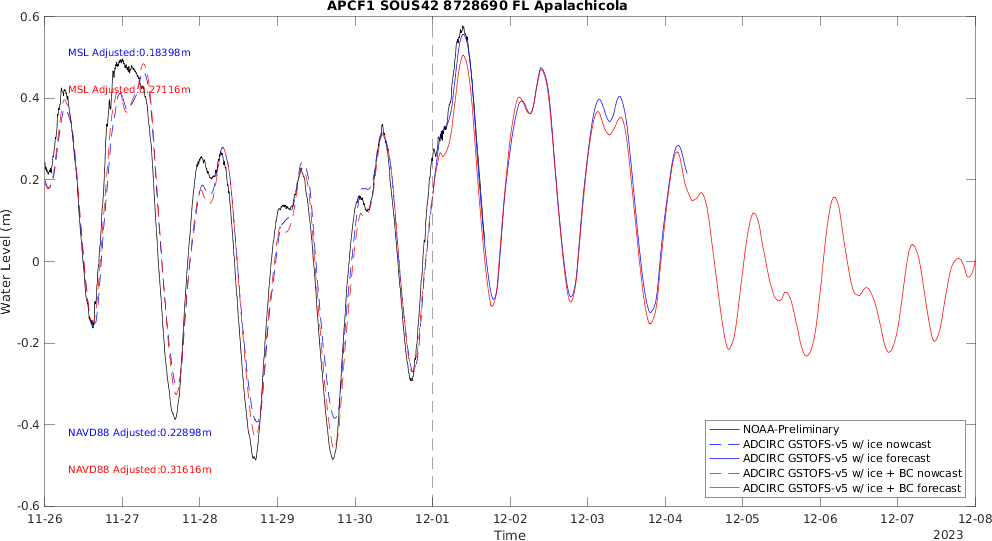 APCF1 SOUS42 8728690 FL Apalachicola
0.6
0.4
0.2
0
-0.2
-0.4
-0.6
Water Level (m)
MSL Adjusted:0.18398m
MSL Adjusted:0.27116m
NAVD88 Adjusted:0.22898m
NAVD88 Adjusted:0.31616m
NOAA-Preliminary
ADCIRC GSTOFS-v5 w/ ice nowcast
ADCIRC GSTOFS-v5 w/ ice forecast
ADCIRC GSTOFS-v5 w/ ice + BC nowcast
ADCIRC GSTOFS-v5 w/ ice + BC forecast
11-26 11-27 11-28 11-29 11-30 12-01 12-02 12-03 12-04 12-05 12-06 12-07 12-08
Time
2023